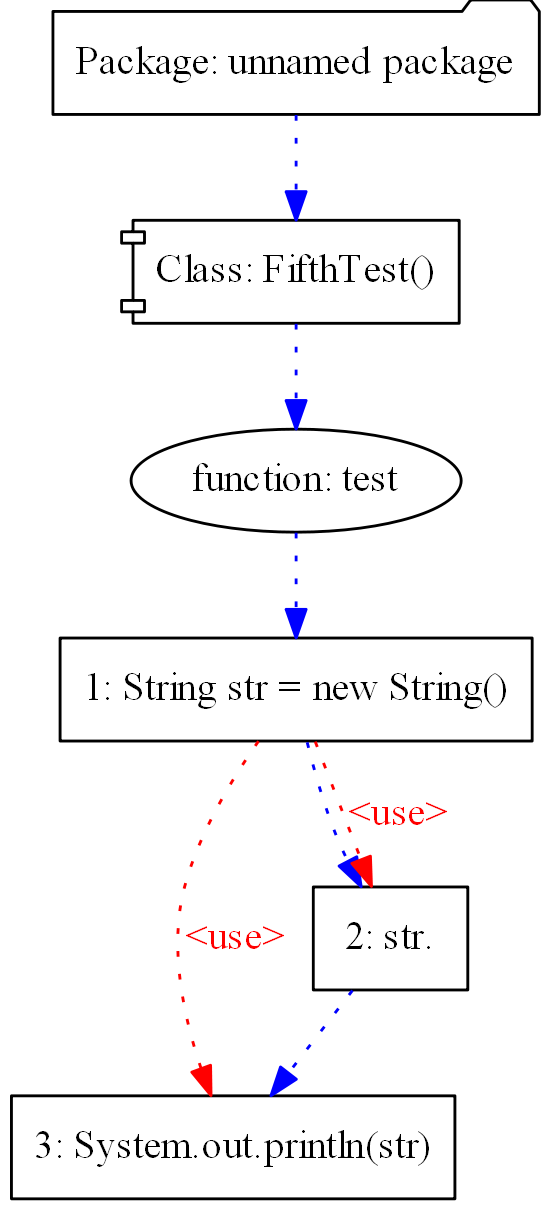 Package: unnamed package
Class: FifthTest()
function: test
1: String str = new String()
<use>
<use>
2: str.
3: System.out.println(str)